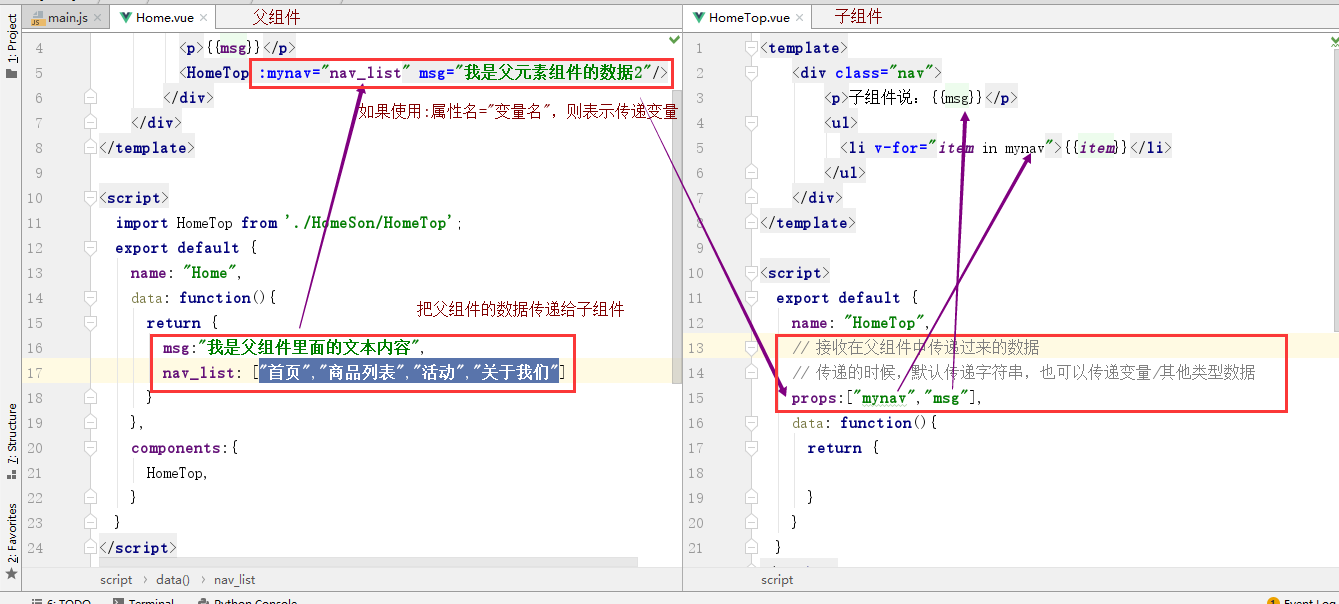 main.js
Home.vue
父组件
HomeTop.vue
子组件
1: Project
7: Structure
2: Favorites
4 <p>{{msg}}</p>
5 <HomeTop :mynav="nav_list" msg="我是父元素组件的数据2"/>
6 </div>
如果使用:属性名="变量名"，则表示传递变量
7 </div>
8 </template>
9
10 <script>
11 import HomeTop from './HomeSon/HomeTop';
12 export default {
13 name: "Home",
14 data: function(){
把父组件的数据传递给子组件
15 return {
16 msg:"我是父组件里面的文本内容",
17 nav_list: ["首页","商品列表","活动","关于我们"]
18 }
19 },
20 components:{
21 HomeTop,
22 }
23 }
24 </script>
script › data() › nav_list
1 <template>
2 <div class="nav">
3 <p>子组件说：{{msg}}</p>
4 <ul>
5 <li v-for="item in mynav">{{item}}</li>
6 </ul>
7 </div>
8 </template>
9
10 <script>
11 export default {
12 name: "HomeTop",
13 // 接收在父组件中传递过来的数据
14 // 传递的时候，默认传递字符串，也可以传递变量/其他类型数据
15 props:["mynav","msg"],
16 data: function(){
17 return {
18
19 }
20 }
21 }
script
6: TODO
Terminal
Python Console
1 Event Log